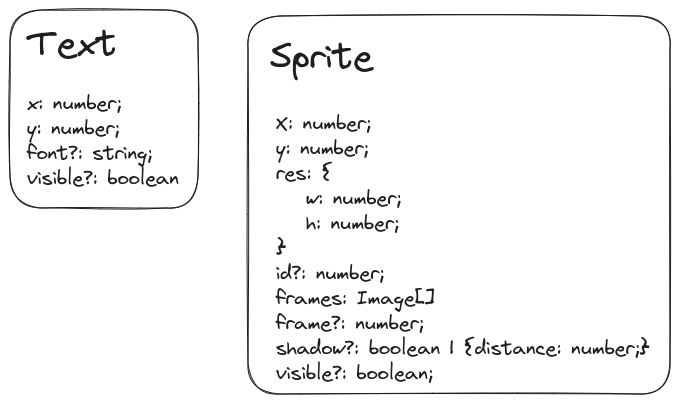 Text
x: number;
y: number;
font?: string;
visible?: boolean
Sprite
x: number;
y: number;
res: {
w: number;
h: number;
}
id?: number;
frames: Image[]
frame?: number;
shadow?: boolean | {distance: number;}
visible?: boolean;